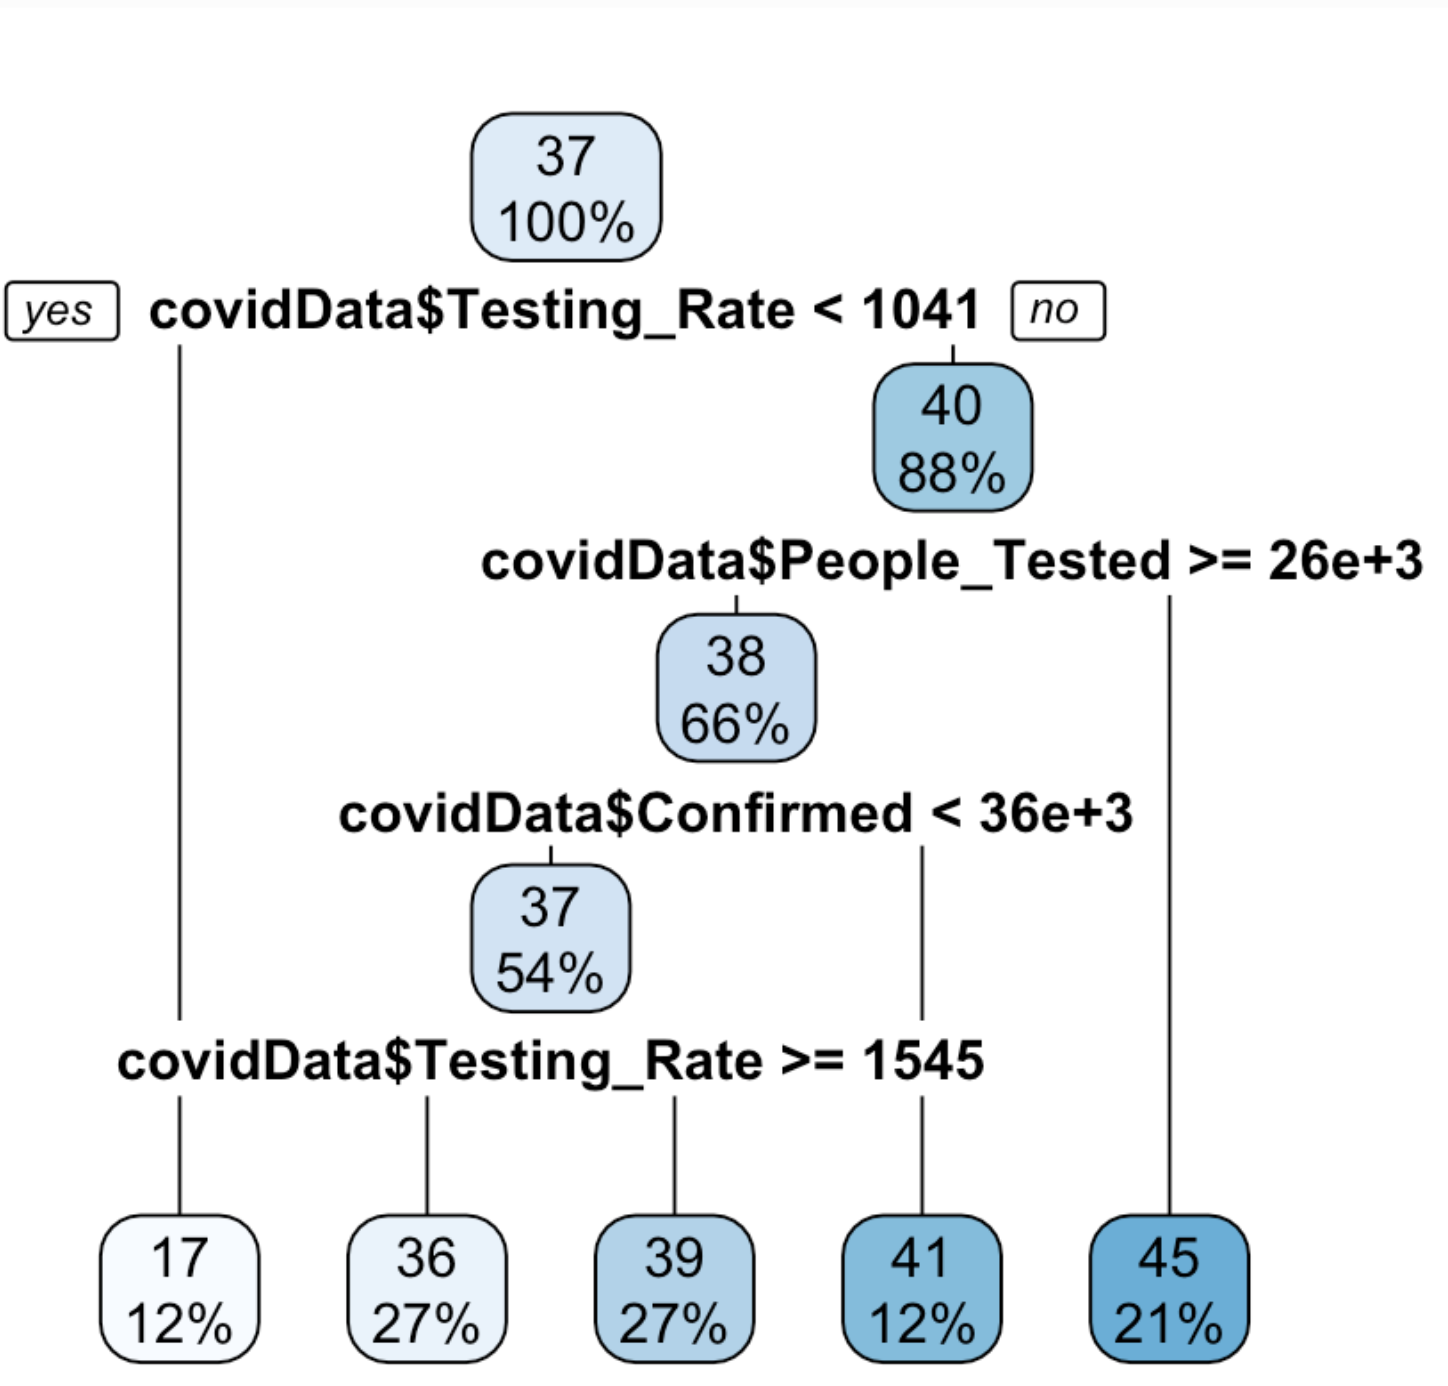 37
100%
yes covidData$Testing_Rate < 1041 no
40
88%
covidData$People_Tested >= 26e+3
38
66%
covidData$Confirmed < 36e+3
37
54%
covidData$Testing_Rate >= 1545
17 36 39 41 45
12% 27% 27% 12% 21%